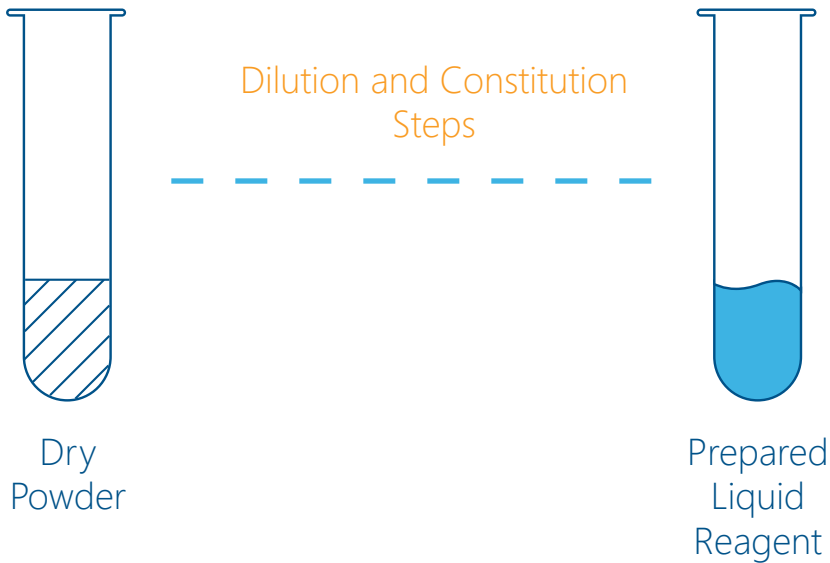 Dilution and Constitution
Steps
Dry
Powder
Prepared
Liquid
Reagent